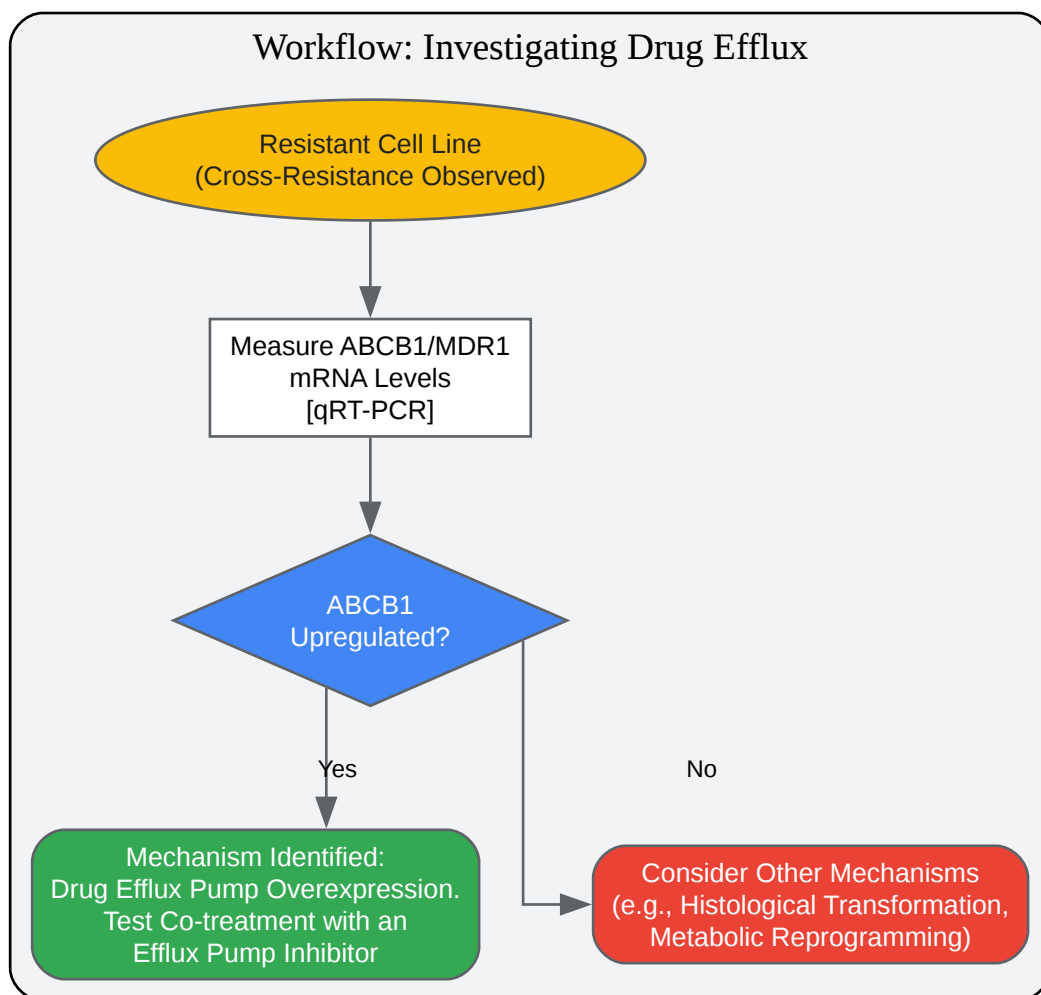 Workflow: Investigating Drug Efflux
Resistant Cell Line
(Cross-Resistance Observed)
Measure ABCB1/MDR1
mRNA Levels
[qRT-PCR]
ABCB1
Upregulated?
Yes
No
Mechanism Identified:
Drug Efflux Pump Overexpression.
Test Co-treatment with an
Efflux Pump Inhibitor
Consider Other Mechanisms
(e.g., Histological Transformation,
Metabolic Reprogramming)